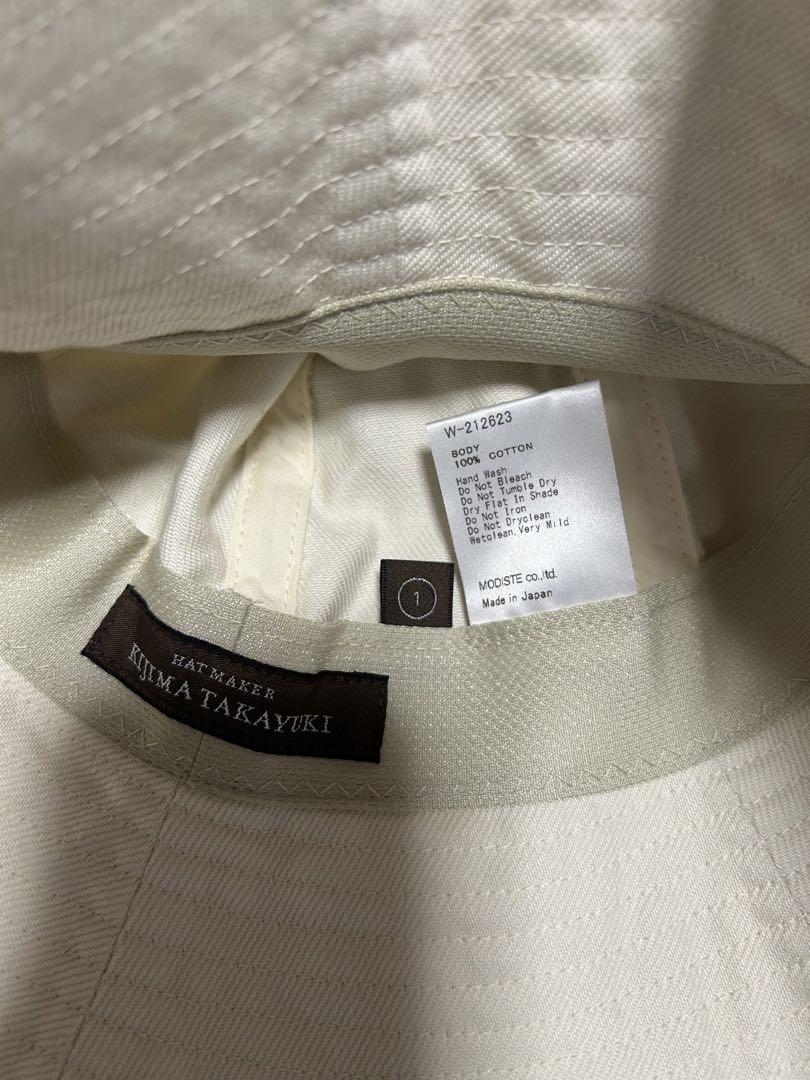 W-212623
BODY
100% COTTON
Hand Wash
Do Not Bleach
Do Not Tumble Dry
Dry Flat In Shade
Do Not Iron
Do Not Dryclean
Wetclean,Very Mild
MODISTE co.,ltd.
Made in Japan
1
HAT MAKER
KIJIMA TAKAYUKI